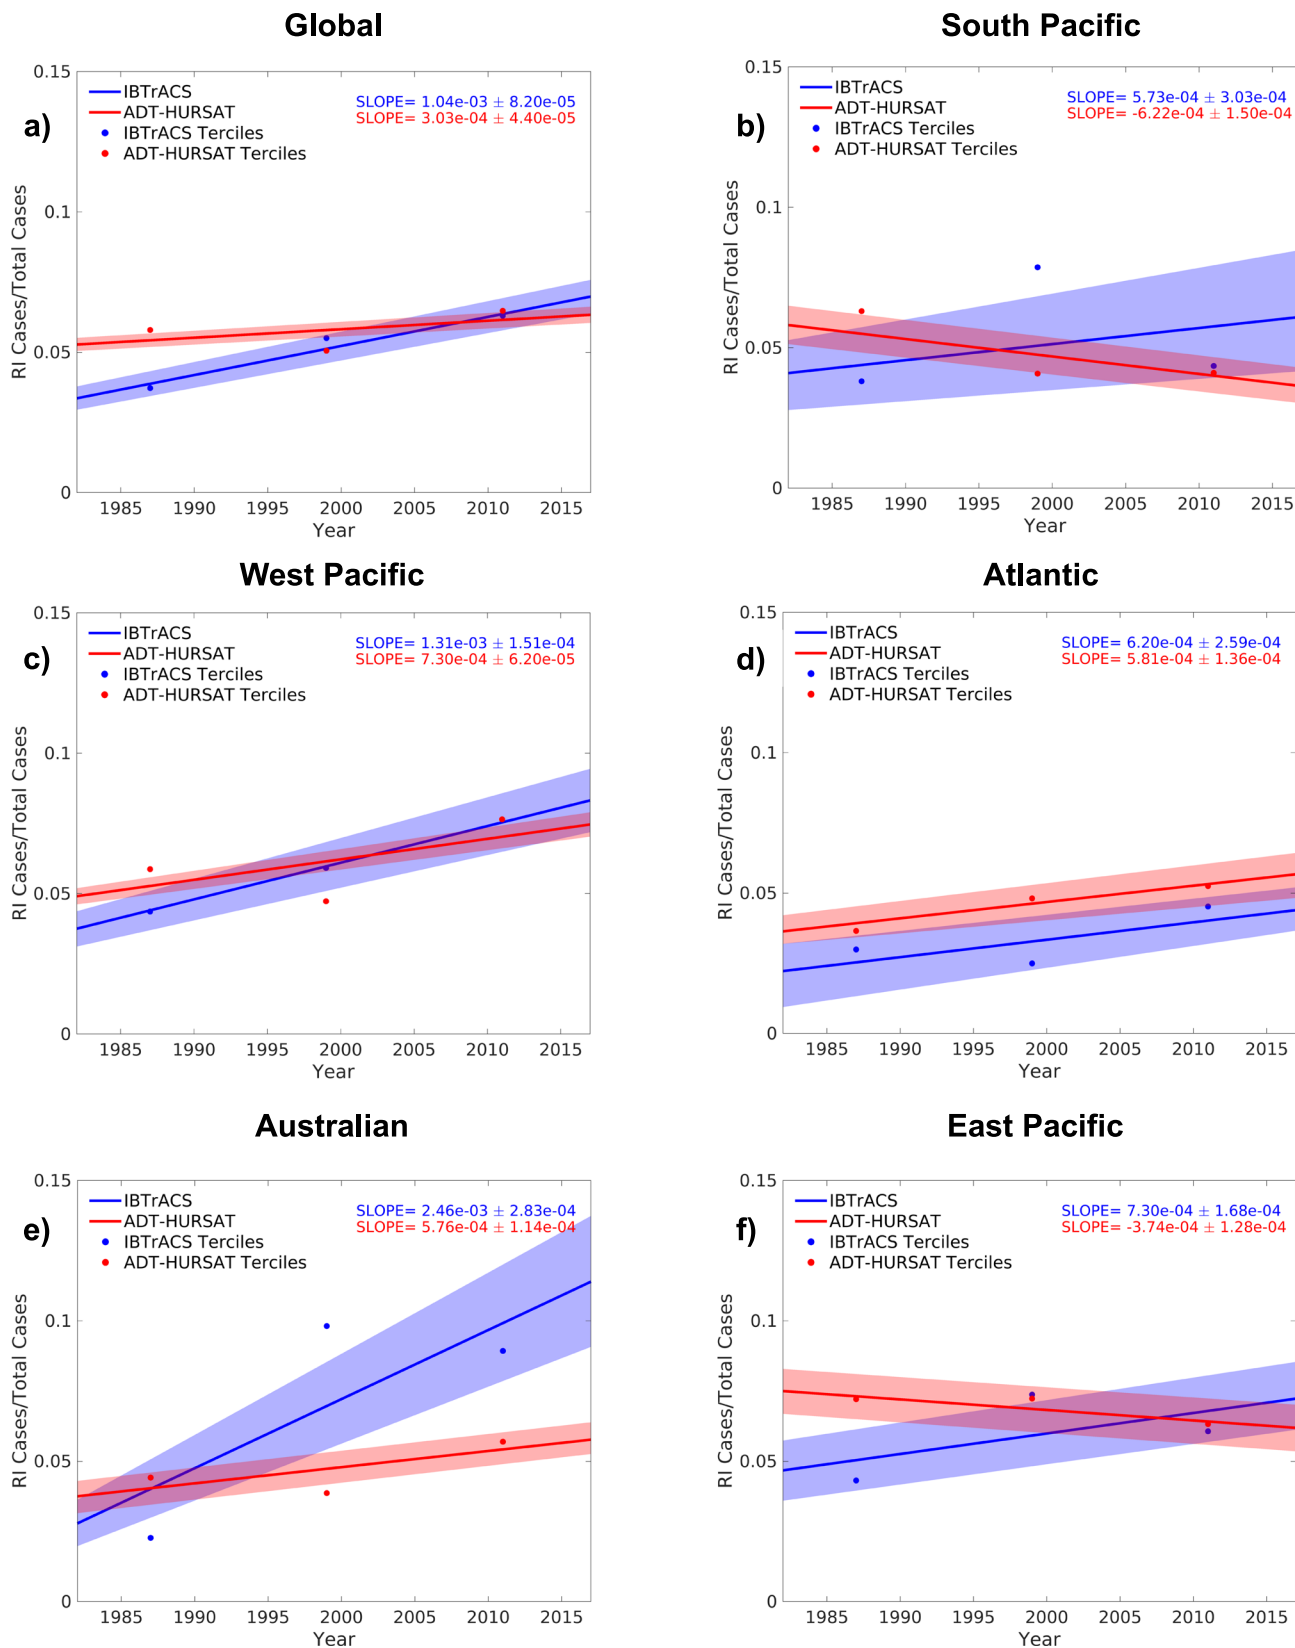 Global
a)
IBTrACS
ADT-HURSAT
IBTrACS Terciles
ADT-HURSAT Terciles
SLOPE= 1.04e-03 ± 8.20e-05
SLOPE= 3.03e-04 ± 4.40e-05
RI Cases/Total Cases
0.15
0.1
0.05
0
1985 1990 1995 2000 2005 2010 2015
Year
South Pacific
b)
IBTrACS
ADT-HURSAT
IBTrACS Terciles
ADT-HURSAT Terciles
SLOPE= 5.73e-04 ± 3.03e-04
SLOPE= -6.22e-04 ± 1.50e-04
RI Cases/Total Cases
0.15
0.1
0.05
0
1985 1990 1995 2000 2005 2010 2015
Year
West Pacific
c)
IBTrACS
ADT-HURSAT
IBTrACS Terciles
ADT-HURSAT Terciles
SLOPE= 1.31e-03 ± 1.51e-04
SLOPE= 7.30e-04 ± 6.20e-05
RI Cases/Total Cases
0.15
0.1
0.05
0
1985 1990 1995 2000 2005 2010 2015
Year
Atlantic
d)
IBTrACS
ADT-HURSAT
IBTrACS Terciles
ADT-HURSAT Terciles
SLOPE= 6.20e-04 ± 2.59e-04
SLOPE= 5.81e-04 ± 1.36e-04
RI Cases/Total Cases
0.15
0.1
0.05
0
1985 1990 1995 2000 2005 2010 2015
Year
Australian
e)
IBTrACS
ADT-HURSAT
IBTrACS Terciles
ADT-HURSAT Terciles
SLOPE= 2.46e-03 ± 2.83e-04
SLOPE= 5.76e-04 ± 1.14e-04
RI Cases/Total Cases
0.15
0.1
0.05
0
1985 1990 1995 2000 2005 2010 2015
Year
East Pacific
f)
IBTrACS
ADT-HURSAT
IBTrACS Terciles
ADT-HURSAT Terciles
SLOPE= 7.30e-04 ± 1.68e-04
SLOPE= -3.74e-04 ± 1.28e-04
RI Cases/Total Cases
0.15
0.1
0.05
0
1985 1990 1995 2000 2005 2010 2015
Year